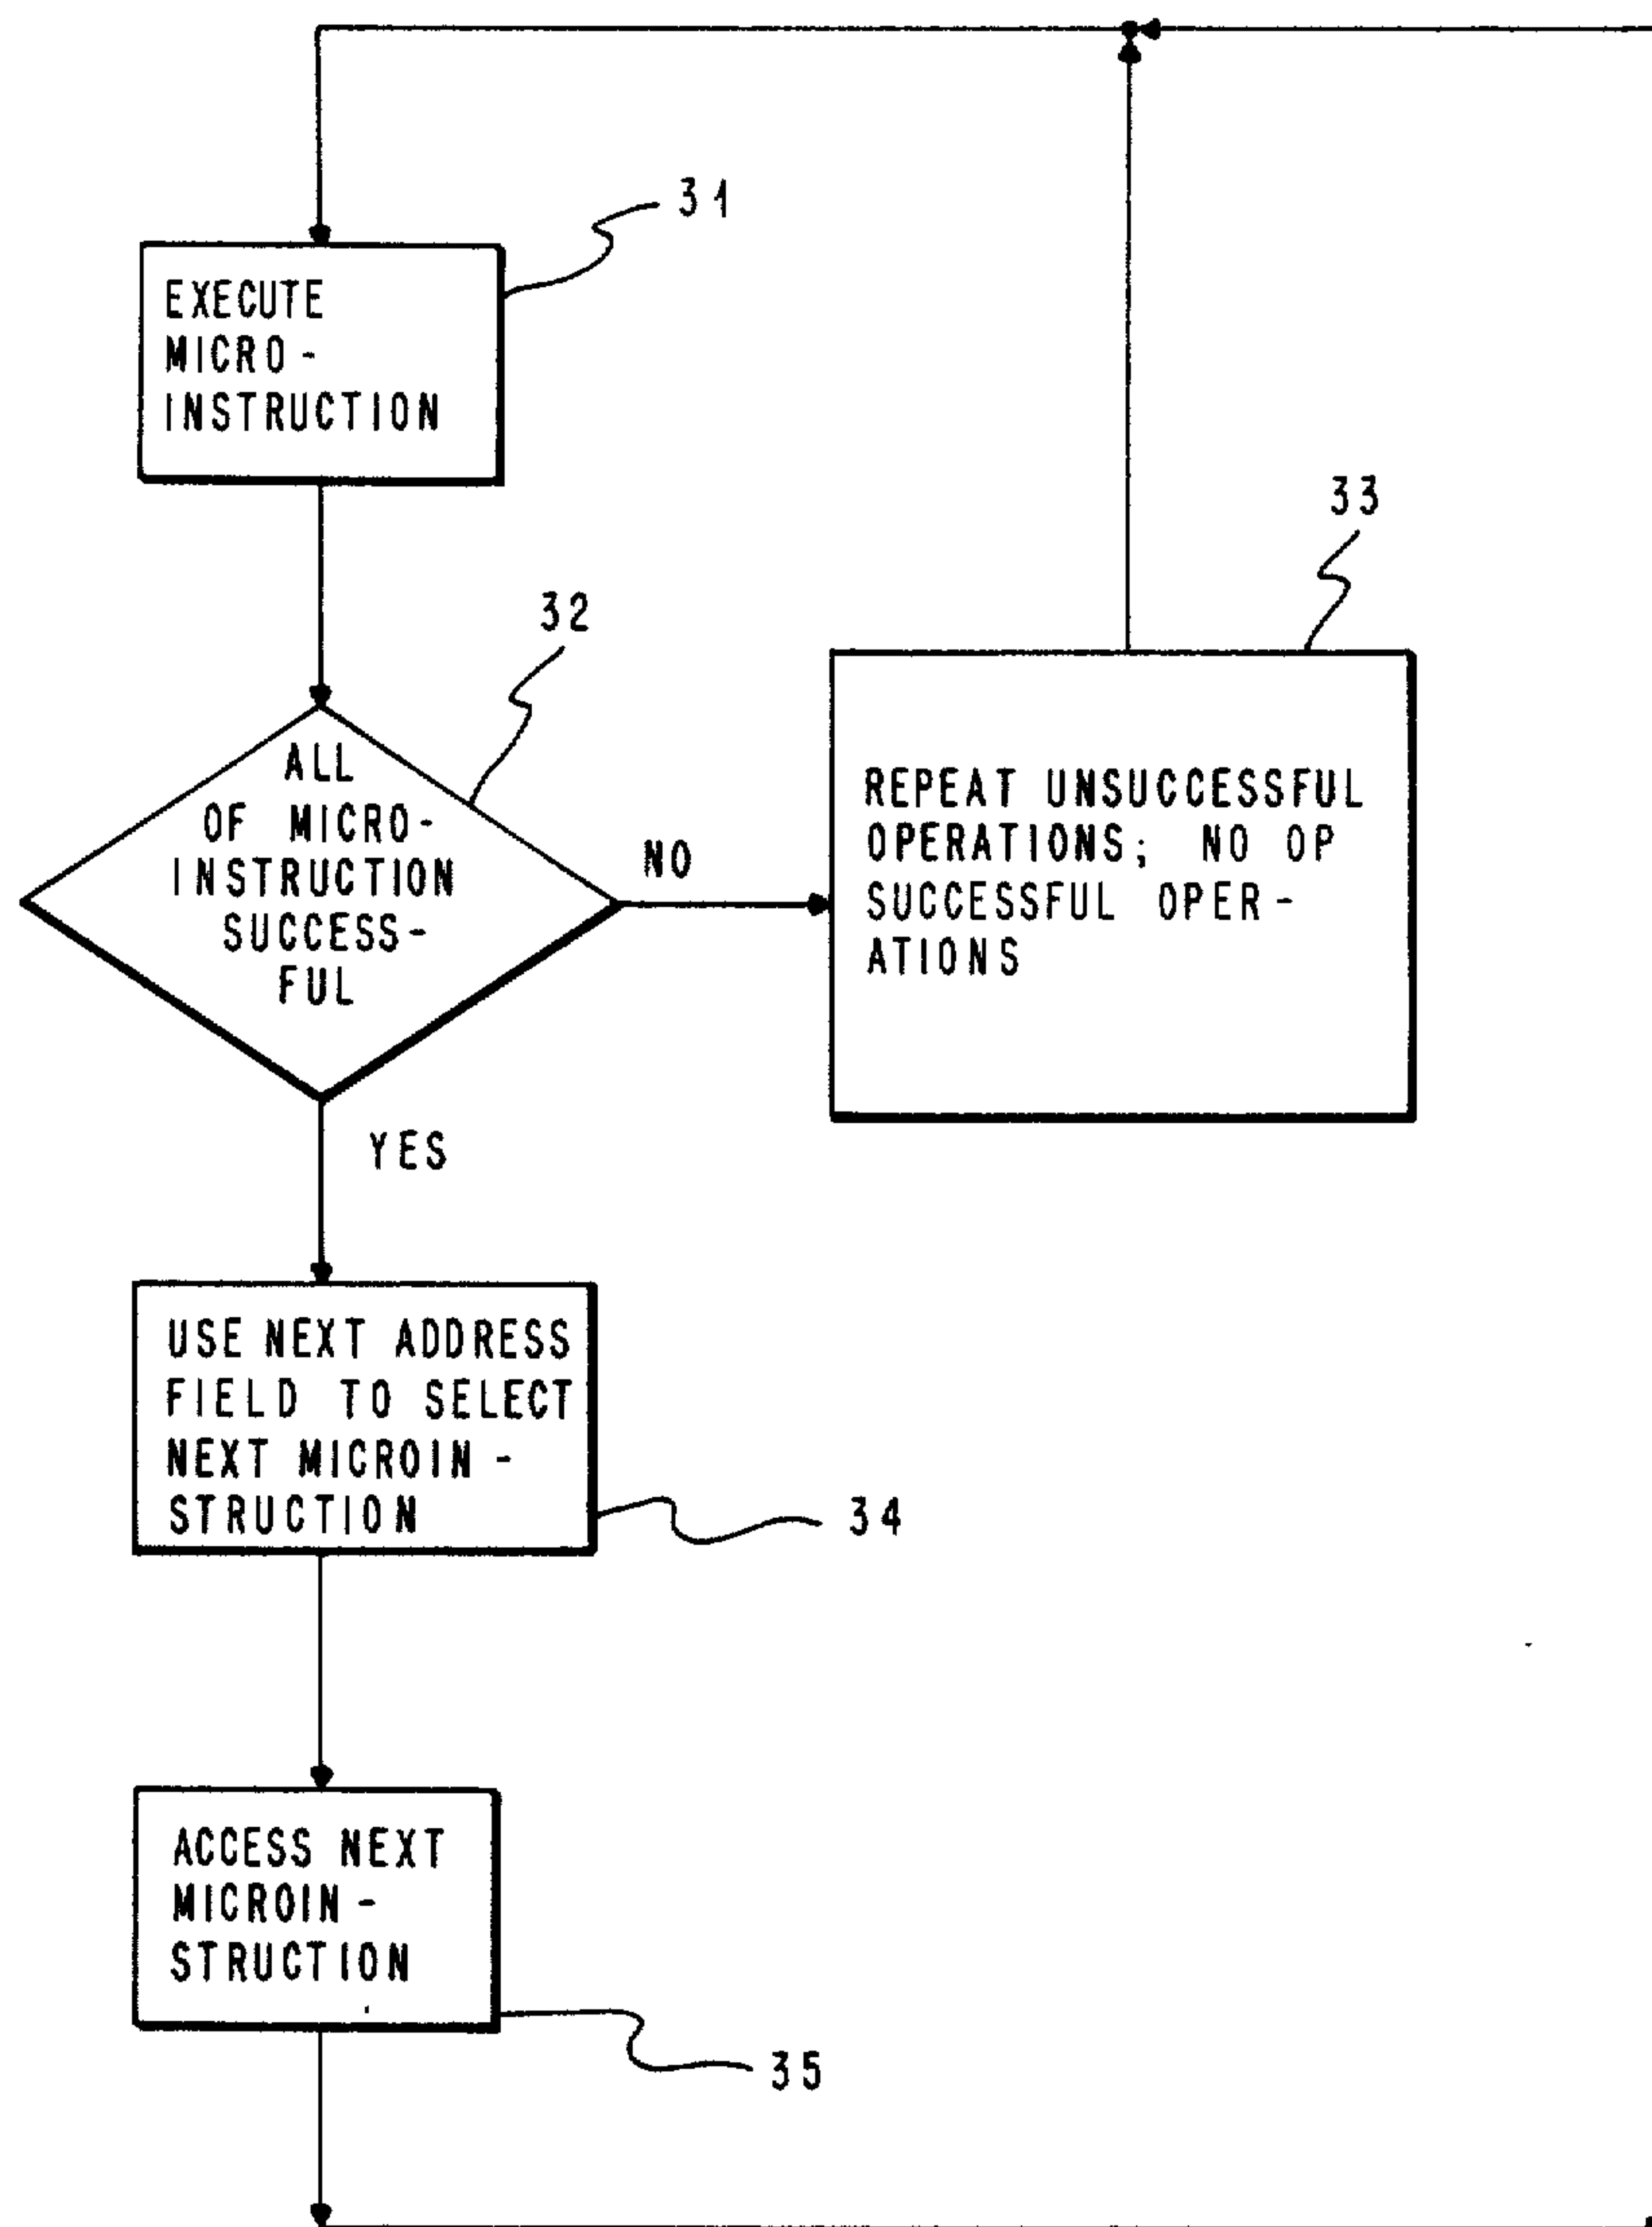 31
EXECUTE
MICRO-
INSTRUCTION
32
ALL
OF MICRO-
INSTRUCTION
SUCCESS-
FUL
NO
33
REPEAT UNSUCCESSFUL
OPERATIONS; NO OP
SUCCESSFUL OPER-
ATIONS
YES
USE NEXT ADDRESS
FIELD TO SELECT
NEXT MICROIN-
STRUCTION
34
ACCESS NEXT
MICROIN-
STRUCTION
35